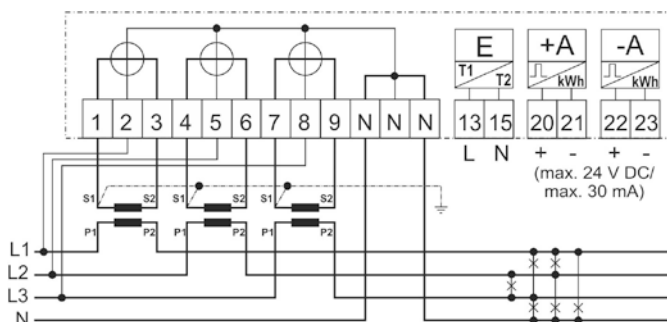 E +A -A
T1 T2 kWh kWh
1 2 3 4 5 6 7 8 9 N N N 13 15 20 21 22 23
L N + - + -
(max. 24 V DC/
max. 30 mA)
S1 S2 S1 S2 S1 S2
P1 P2 P1 P2 P1 P2
L1
L2
L3
N